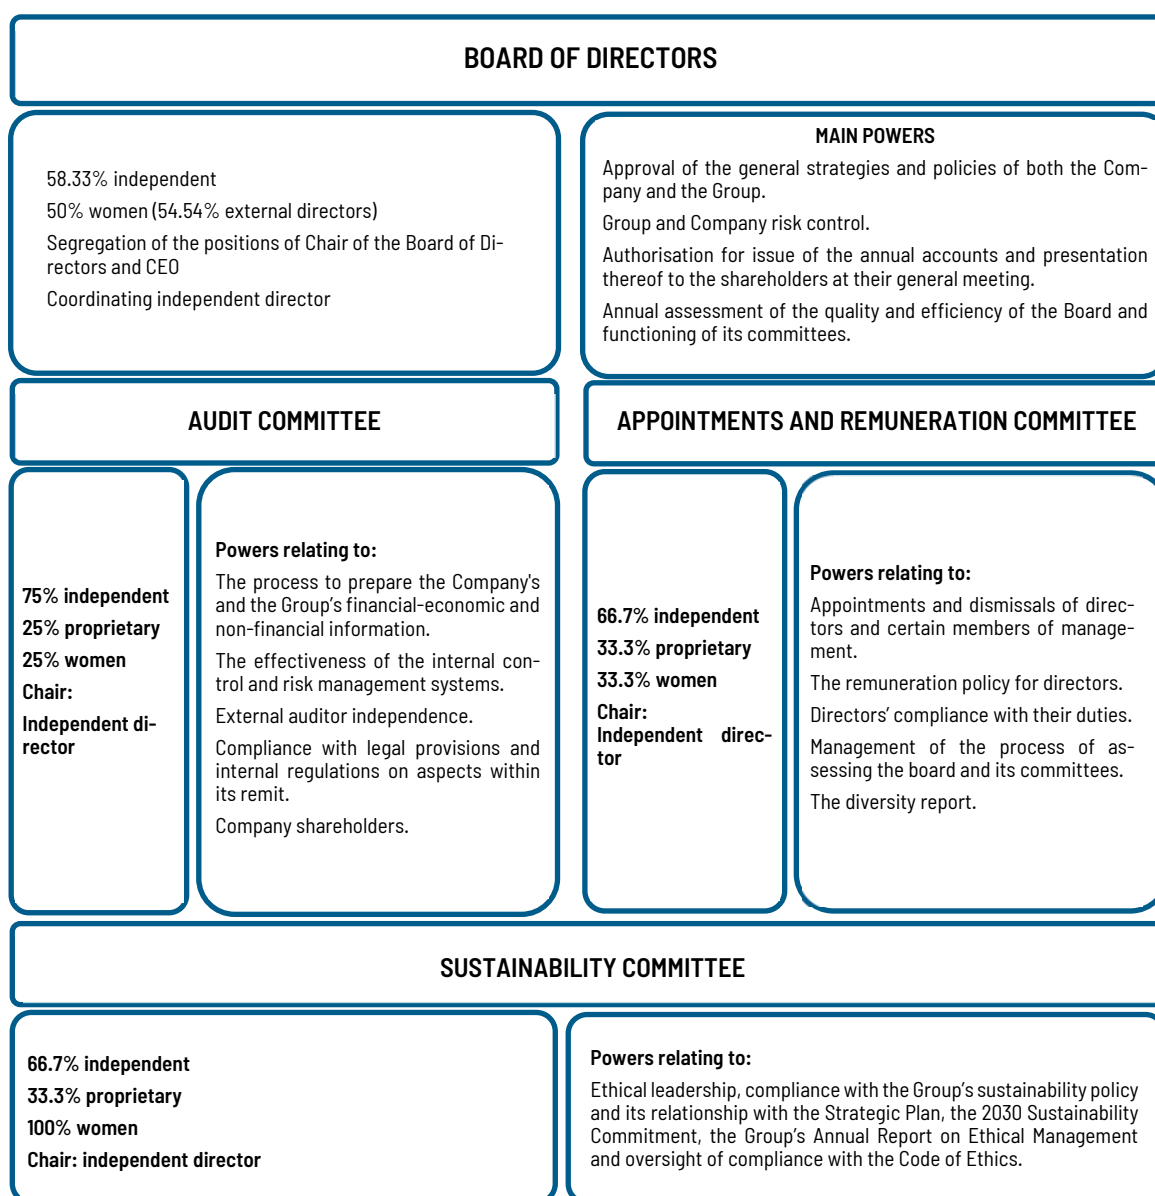 BOARD OF DIRECTORS
58.33% independent
50% women (54.54% external directors)
Segregation of the positions of Chair of the Board of Di-
rectors and CEO
Coordinating independent director
MAIN POWERS
Approval of the general strategies and policies of both the Com-
pany and the Group.
Group and Company risk control.
Authorisation for issue of the annual accounts and presentation
thereof to the shareholders at their general meeting.
Annual assessment of the quality and efficiency of the Board and
functioning of its committees.
AUDIT COMMITTEE
75% independent
25% proprietary
25% women
Chair:
Independent di-
rector
Powers relating to:
The process to prepare the Company's
and the Group’s financial-economic and
non-financial information.
The effectiveness of the internal con-
trol and risk management systems.
External auditor independence.
Compliance with legal provisions and
internal regulations on aspects within
its remit.
Company shareholders.
APPOINTMENTS AND REMUNERATION COMMITTEE
66.7% independent
33.3% proprietary
33.3% women
Chair:
Independent direc-
tor
Powers relating to:
Appointments and dismissals of direc-
tors and certain members of manage-
ment.
The remuneration policy for directors.
Directors’ compliance with their duties.
Management of the process of as-
sessing the board and its committees.
The diversity report.
SUSTAINABILITY COMMITTEE
66.7% independent
33.3% proprietary
100% women
Chair: independent director
Powers relating to:
Ethical leadership, compliance with the Group’s sustainability policy
and its relationship with the Strategic Plan, the 2030 Sustainability
Commitment, the Group’s Annual Report on Ethical Management
and oversight of compliance with the Code of Ethics.